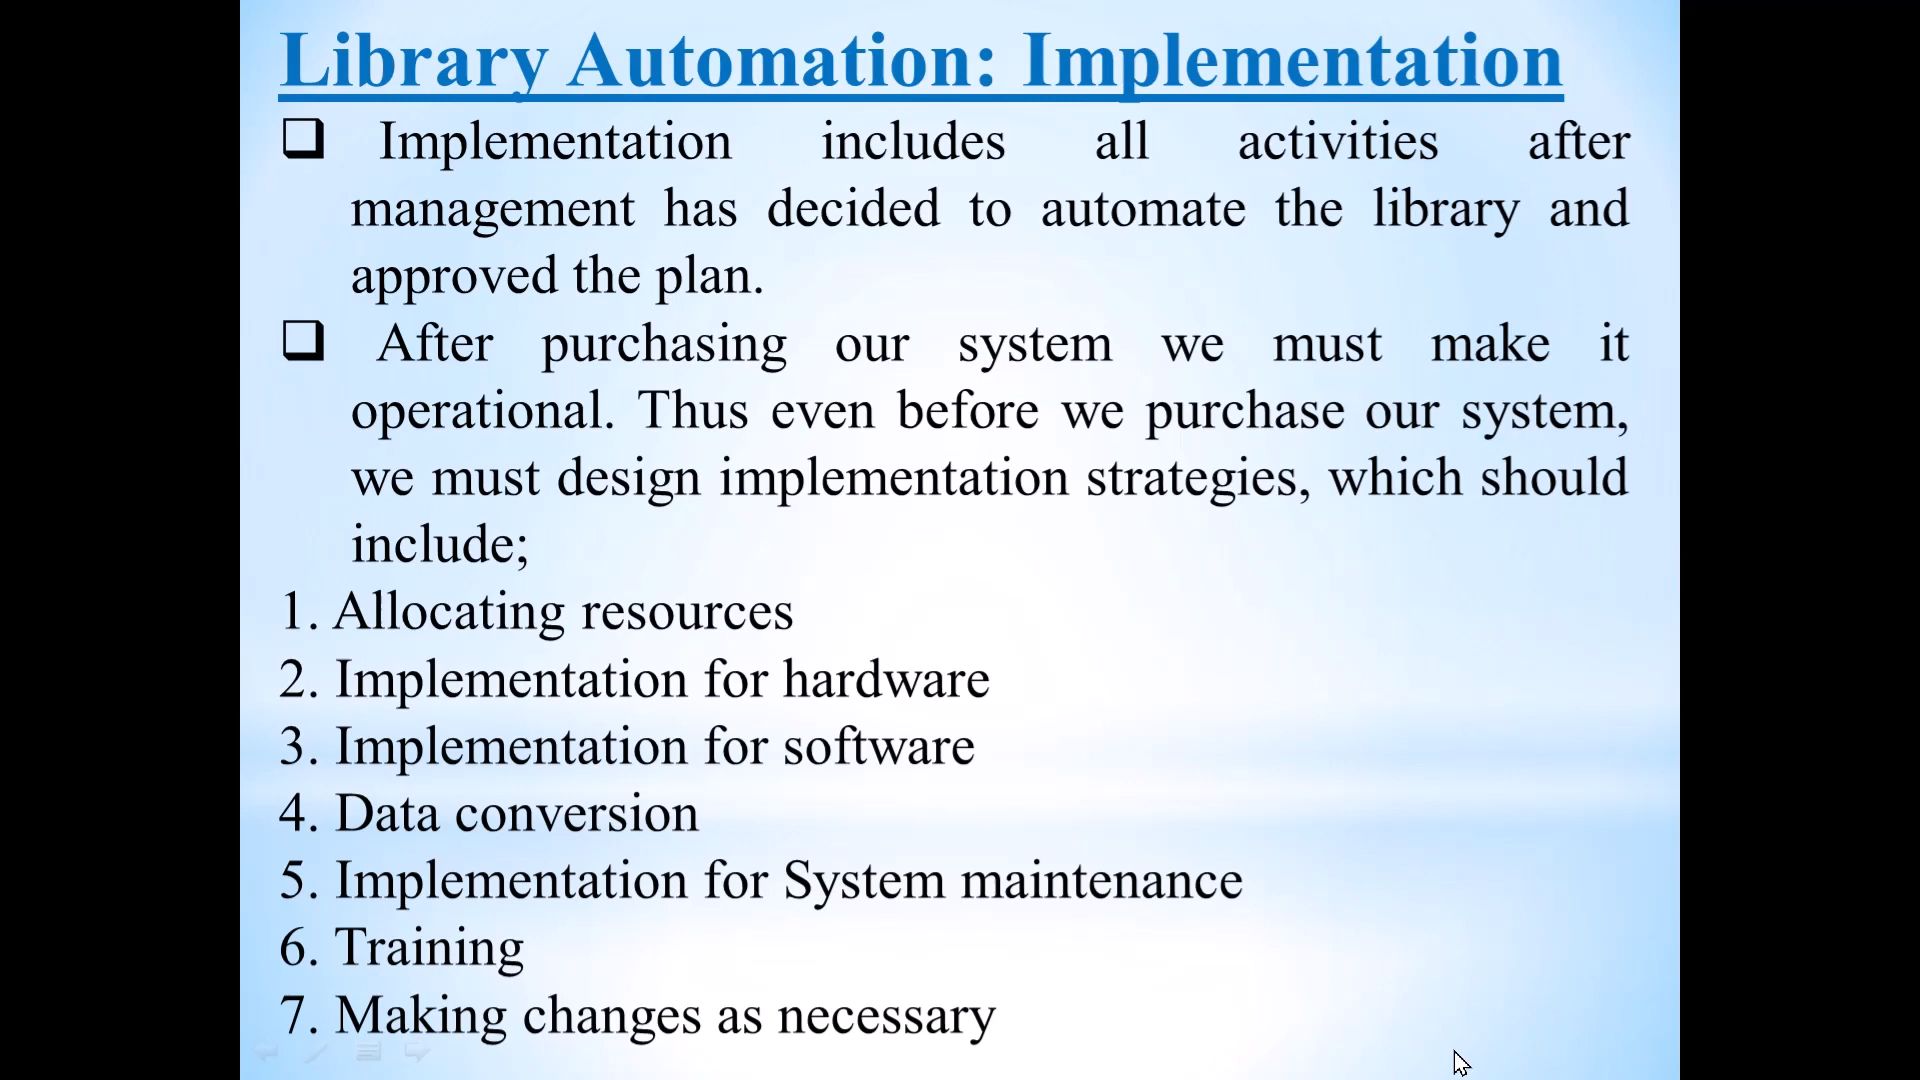 Library Automation: Implementation
❑ Implementation includes all activities after
management has decided to automate the library and
approved the plan.
❑ After purchasing our system we must make it
operational. Thus even before we purchase our system,
we must design implementation strategies, which should
include;
1. Allocating resources
2. Implementation for hardware
3. Implementation for software
4. Data conversion
5. Implementation for System maintenance
6. Training
7. Making changes as necessary